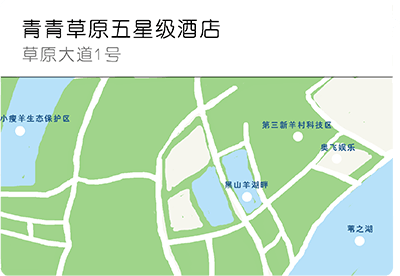 青青草原五星级酒店
草原大道1号
小瘦羊生态保护区
第三新羊村科技区
奥飞娱乐
黑山羊湖畔
苇之湖